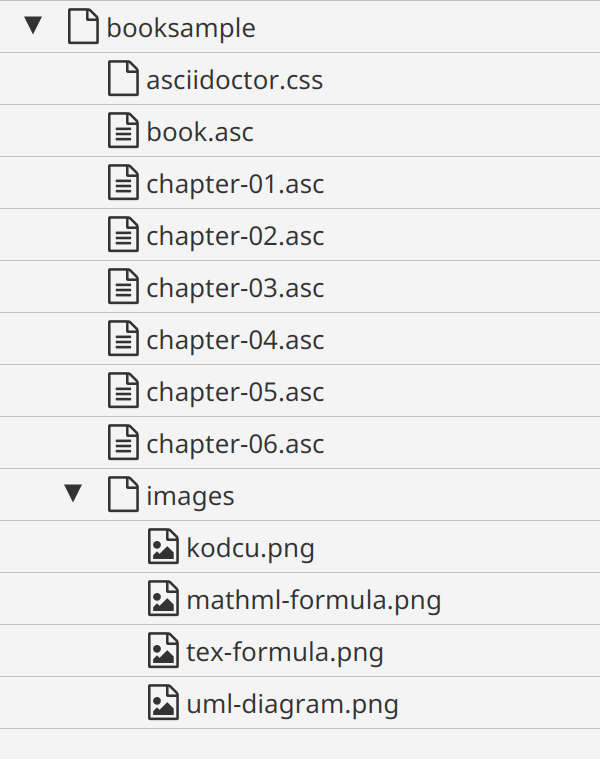 booksample
asciidoctor.css
book.asc
chapter-01.asc
chapter-02.asc
chapter-03.asc
chapter-04.asc
chapter-05.asc
chapter-06.asc
images
kodcu.png
mathml-formula.png
tex-formula.png
uml-diagram.png